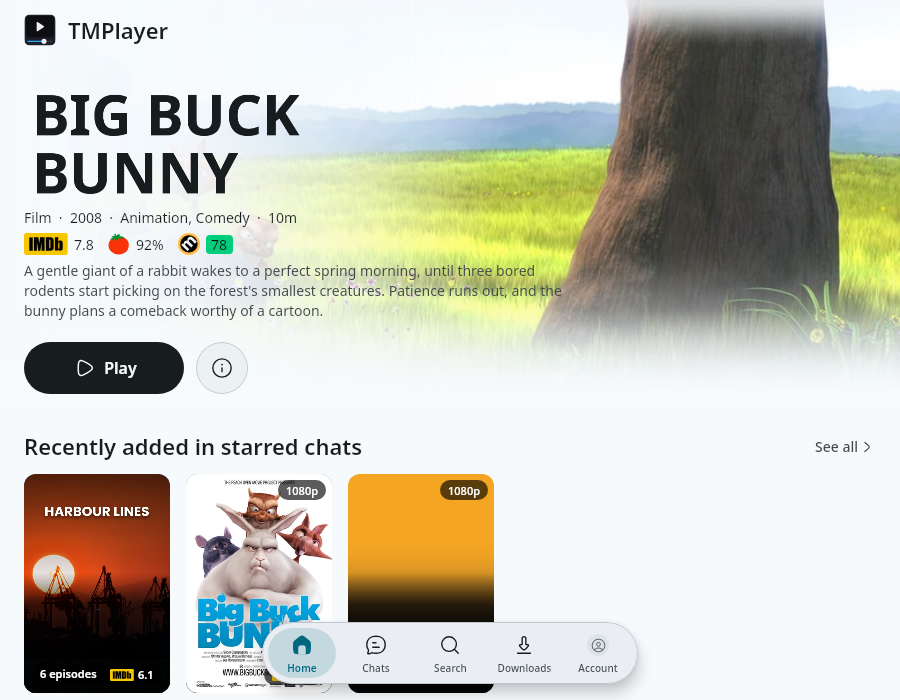 TMPlayer
BIG BUCK
BUNNY
Film · 2008 · Animation, Comedy · 10m
IMDb 7.8 92% 78
A gentle giant of a rabbit wakes to a perfect spring morning, until three bored
rodents start picking on the forest's smallest creatures. Patience runs out, and the
bunny plans a comeback worthy of a cartoon.
Play
Recently added in starred chats
See all
HARBOUR LINES
6 episodes IMDb 6.1
1080p
Big Buck
1080p
Home
Chats
Search
Downloads
Account